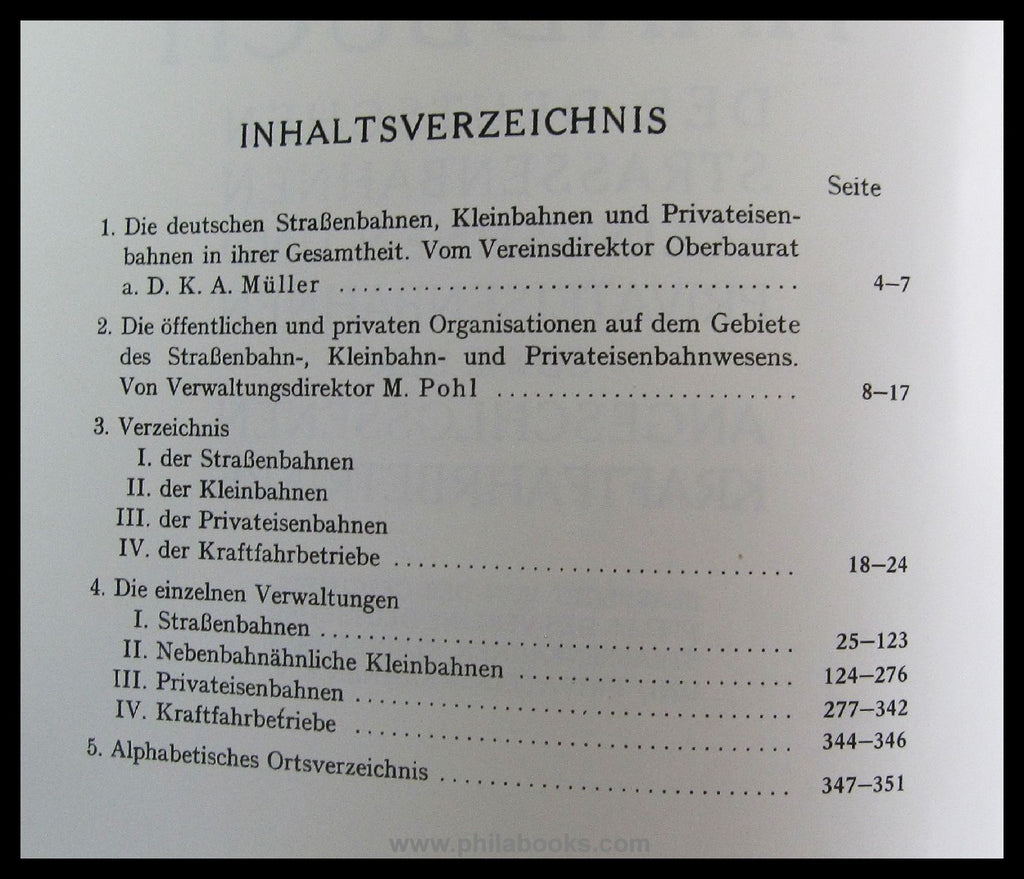 INHALTSVERZEICHNIS
Seite
1. Die deutschen Straßenbahnen, Kleinbahnen und Privateisen-
bahnen in ihrer Gesamtheit. Vom Vereinsdirektor Oberbaurat
a. D. K. A. Müller . . . . . . . . . . . . . . . . . . . . . . . . . . . . . . . . . . . . . 4–7
2. Die öffentlichen und privaten Organisationen auf dem Gebiete
des Straßenbahn-, Kleinbahn- und Privateisenbahnwesens.
Von Verwaltungsdirektor M. Pohl . . . . . . . . . . . . . . . . . . . . . . . . 8–17
3. Verzeichnis
I. der Straßenbahnen
II. der Kleinbahnen
III. der Privateisenbahnen
IV. der Kraftfahrbetriebe . . . . . . . . . . . . . . . . . . . . . . . . . . . . . . . . 18–24
4. Die einzelnen Verwaltungen
I. Straßenbahnen . . . . . . . . . . . . . . . . . . . . . . . . . . . . . . . . . . . . . 25–123
II. Nebenbahnähnliche Kleinbahnen . . . . . . . . . . . . . . . . . . . . . . 124–276
III. Privateisenbahnen . . . . . . . . . . . . . . . . . . . . . . . . . . . . . . . . . . . 277–342
IV. Kraftfahrbetriebe . . . . . . . . . . . . . . . . . . . . . . . . . . . . . . . . . . . 344–346
5. Alphabetisches Ortsverzeichnis . . . . . . . . . . . . . . . . . . . . . . . . . . . . 347–351
www.philabooks.com